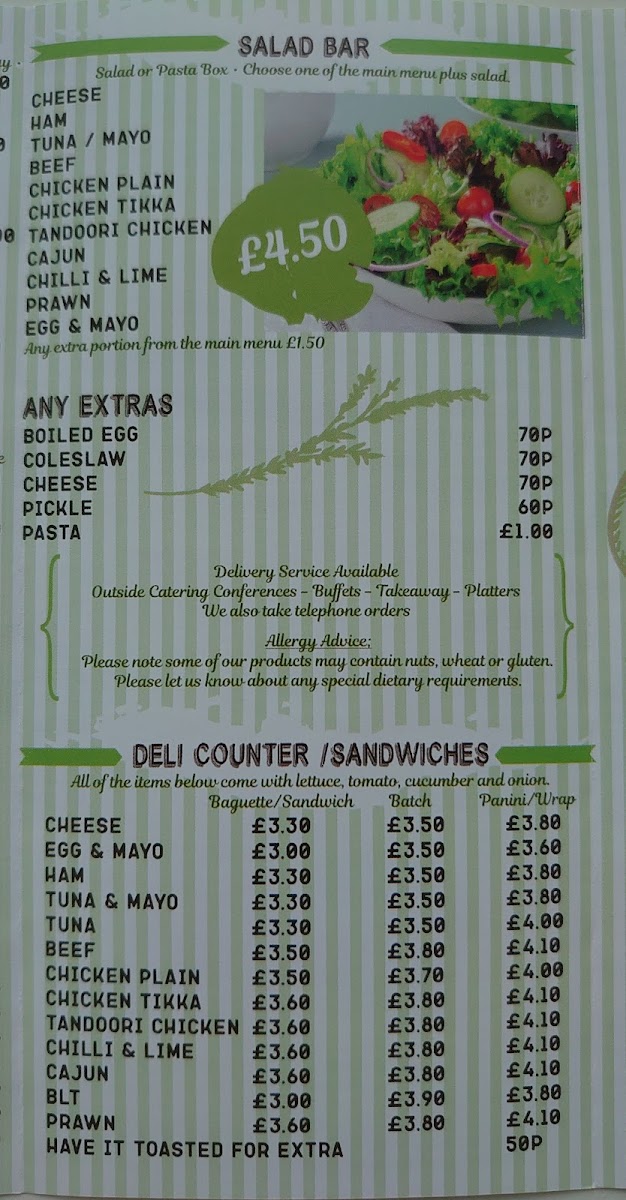 SALAD BAR
Salad or Pasta Box · Choose one of the main menu plus salad.
CHEESE
HAM
TUNA / MAYO
BEEF
CHICKEN PLAIN
CHICKEN TIKKA
TANDOORI CHICKEN
CAJUN
CHILLI & LIME
PRAWN
EGG & MAYO
£4.50
Any extra portion from the main menu £1.50
ANY EXTRAS
BOILED EGG 70P
COLESLAW 70P
CHEESE 70P
PICKLE 60P
PASTA £1.00
Delivery Service Available
Outside Catering Conferences - Buffets - Takeaway - Platters
We also take telephone orders
Allergy Advice;
Please note some of our products may contain nuts, wheat or gluten.
Please let us know about any special dietary requirements.
DELI COUNTER /SANDWICHES
All of the items below come with lettuce, tomato, cucumber and onion.
Baguette/Sandwich Batch Panini/Wrap
CHEESE £3.30 £3.50 £3.80
EGG & MAYO £3.00 £3.50 £3.60
HAM £3.30 £3.50 £3.80
TUNA & MAYO £3.30 £3.50 £3.80
TUNA £3.30 £3.50 £4.00
BEEF £3.50 £3.80 £4.10
CHICKEN PLAIN £3.50 £3.70 £4.00
CHICKEN TIKKA £3.60 £3.80 £4.10
TANDOORI CHICKEN £3.60 £3.80 £4.10
CHILLI & LIME £3.60 £3.80 £4.10
CAJUN £3.60 £3.80 £4.10
BLT £3.00 £3.90 £3.80
PRAWN £3.60 £3.80 £4.10
HAVE IT TOASTED FOR EXTRA 50P